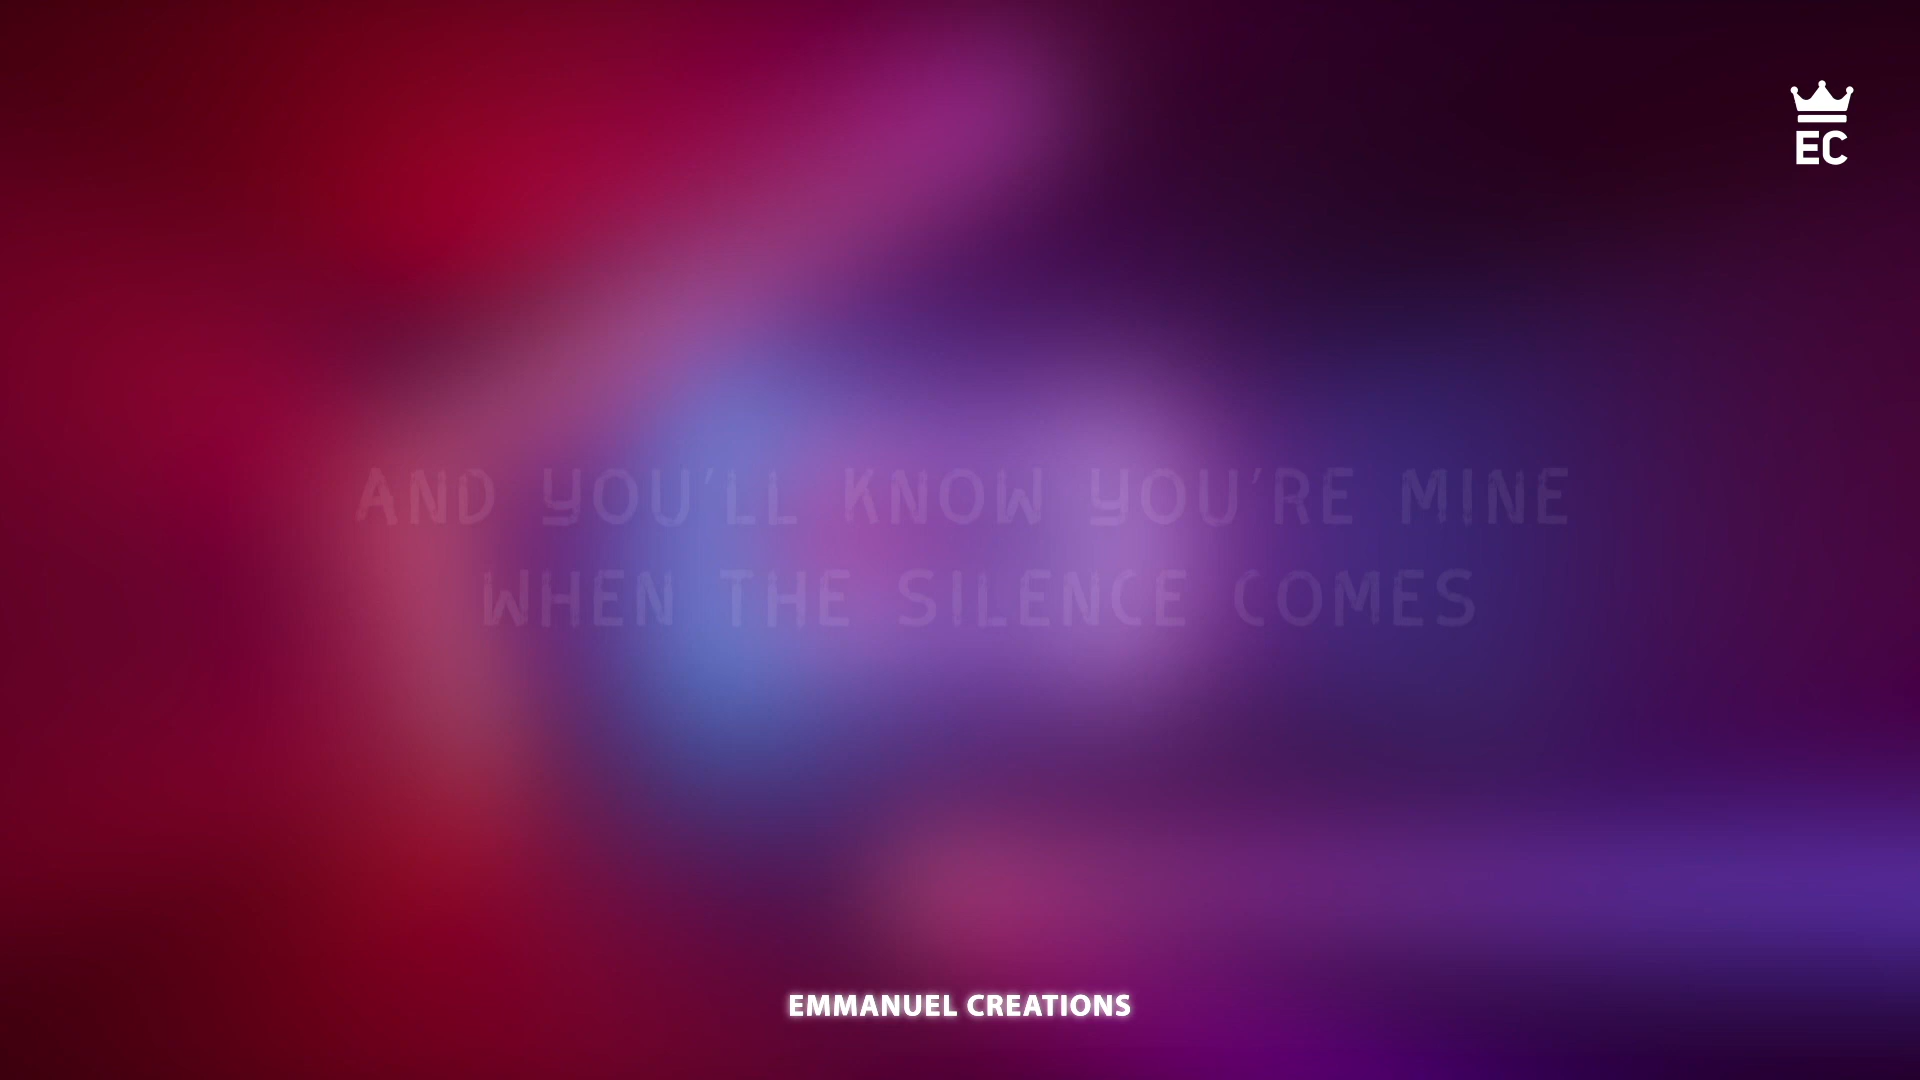 EC
AND YOU'LL KNOW YOU'RE MINE
WHEN THE SILENCE COMES
EMMANUEL CREATIONS